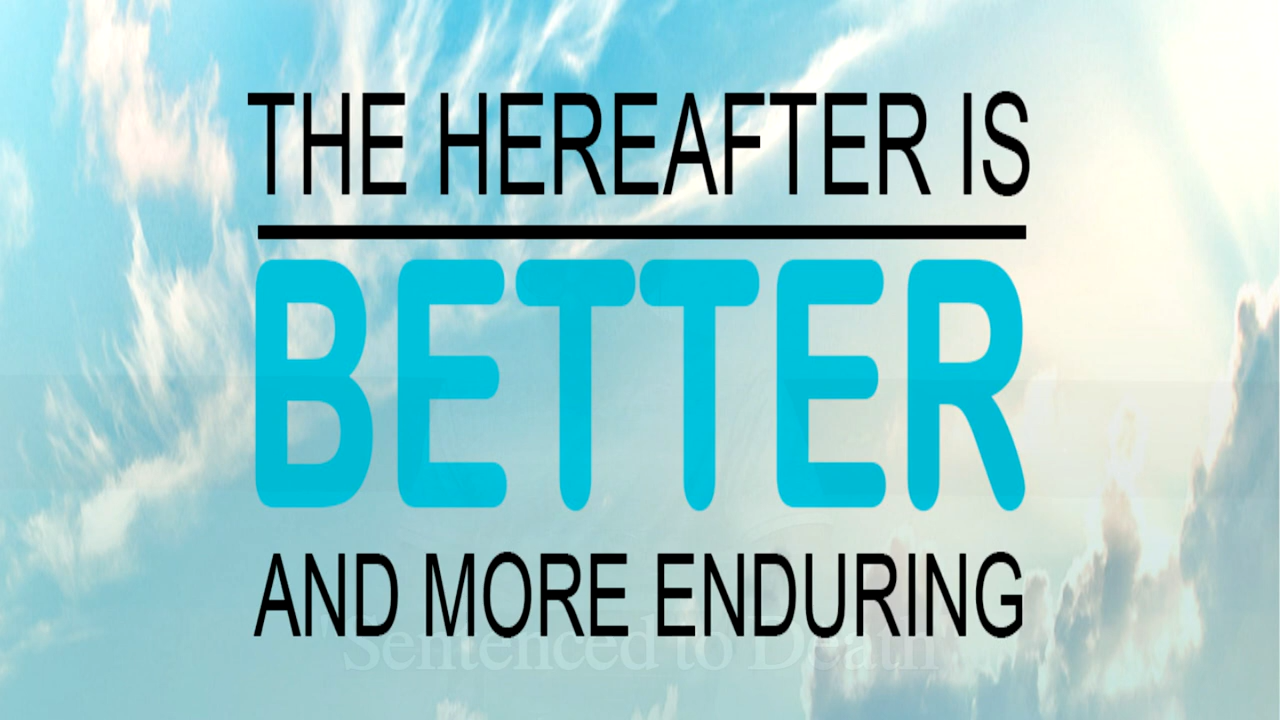 THE HEREAFTER IS
BETTER
AND MORE ENDURING
"Sentenced to Death"